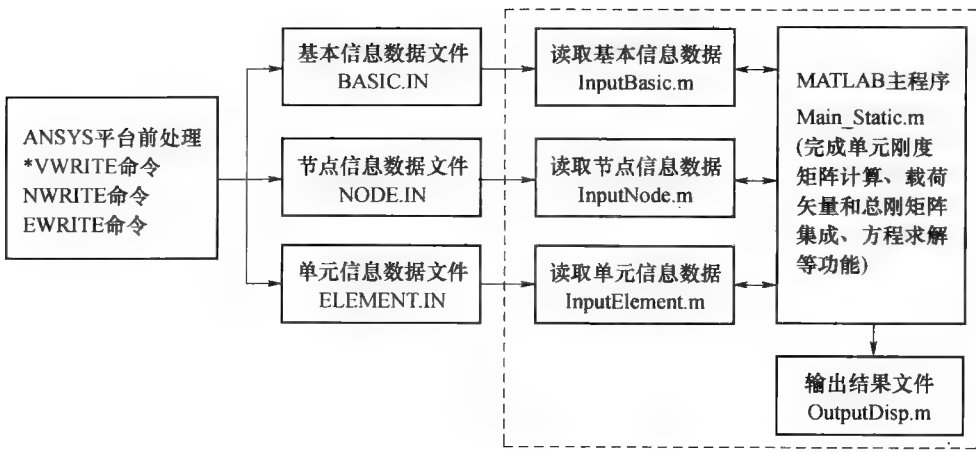 ANSYS平台前处理
*VWRITE命令
NWRITE命令
EWRITE命令
基本信息数据文件
BASIC.IN
节点信息数据文件
NODE.IN
单元信息数据文件
ELEMENT.IN
读取基本信息数据
InputBasic.m
读取节点信息数据
InputNode.m
读取单元信息数据
InputElement.m
MATLAB主程序
Main_Static.m
(完成单元刚度
矩阵计算、载荷
矢量和总刚矩阵
集成、方程求解
等功能)
输出结果文件
OutputDisp.m